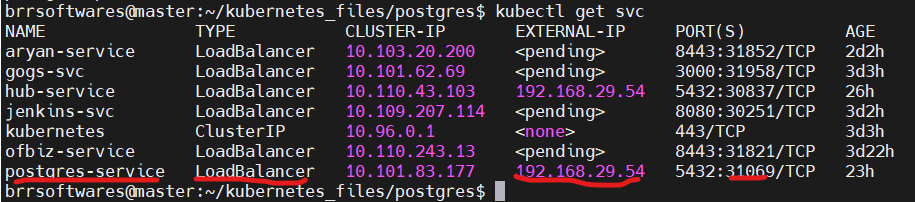 brrsoftwares@master:~/kubernetes_files/postgres$ kubectl get svc
NAME TYPE CLUSTER-IP EXTERNAL-IP PORT(S) AGE
aryan-service LoadBalancer 10.103.20.200 <pending> 8443:31852/TCP 2d2h
gogs-svc LoadBalancer 10.101.62.69 <pending> 3000:31958/TCP 3d3h
hub-service LoadBalancer 10.110.43.103 192.168.29.54 5432:30837/TCP 26h
jenkins-svc LoadBalancer 10.109.207.114 <pending> 8080:30251/TCP 3d2h
kubernetes ClusterIP 10.96.0.1 <none> 443/TCP 3d3h
ofbiz-service LoadBalancer 10.110.243.13 <pending> 8443:31821/TCP 3d22h
postgres-service LoadBalancer 10.101.83.177 192.168.29.54 5432:31069/TCP 23h
brrsoftwares@master:~/kubernetes_files/postgres$